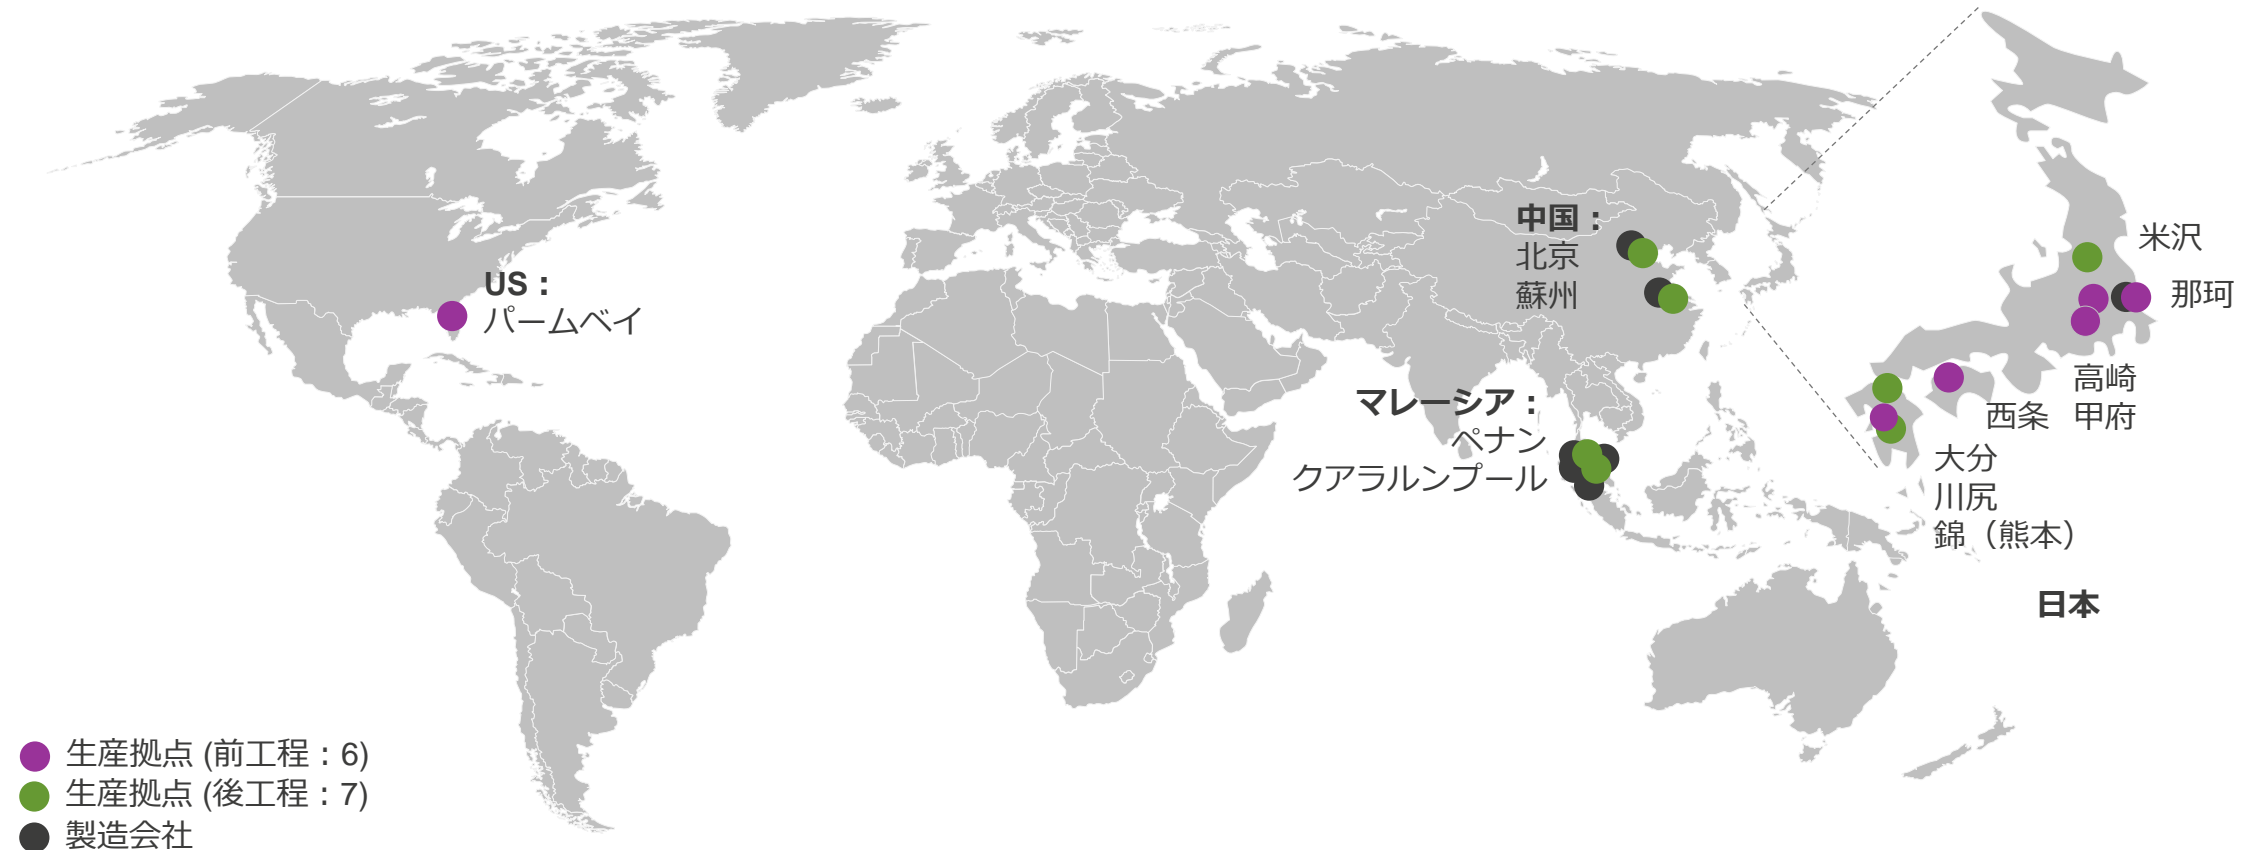 US：
パームベイ
中国：
北京
蘇州
マレーシア：
ペナン
クアラルンプール
米沢
那珂
高崎
甲府
西条
大分
川尻
錦（熊本）
日本
生産拠点 (前工程：6)
生産拠点 (後工程：7)
製造会社